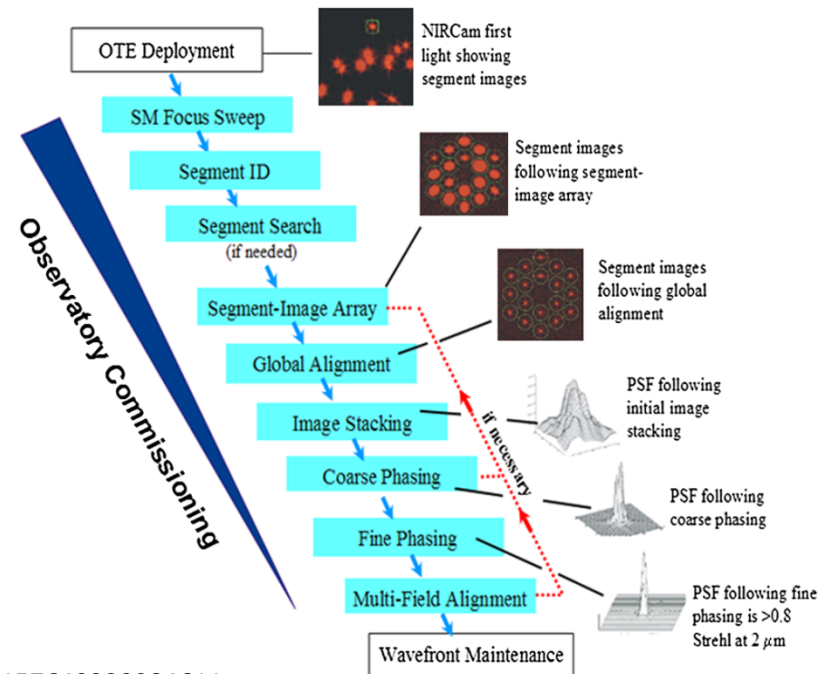 OTE Deployment
NIRCam first
light showing
segment images
SM Focus Sweep
Segment ID
Segment Search
(if needed)
Segment images
following segment-
image array
Segment-Image Array
Segment images
following global
alignment
Global Alignment
Image Stacking
PSF following
initial image
stacking
Coarse Phasing
PSF following
coarse phasing
Fine Phasing
Multi-Field Alignment
PSF following fine
phasing is >0.8
Strehl at 2 μm
Wavefront Maintenance
if necessary
Observatory Commissioning